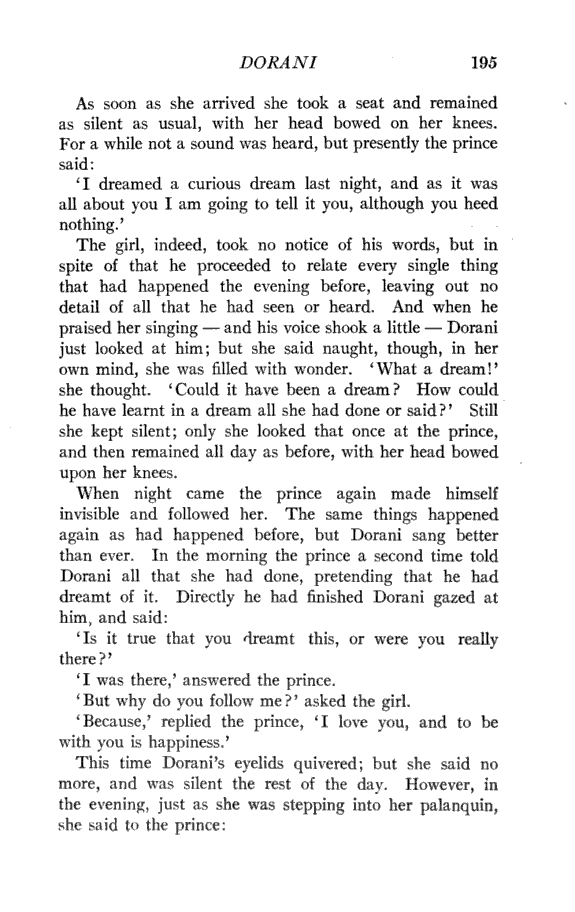 DORANI 195
As soon as she arrived she took a seat and remained
as silent as usual, with her head bowed on her knees.
For a while not a sound was heard, but presently the prince
said:
‘I dreamed a curious dream last night, and as it was
all about you I am going to tell it you, although you heed
nothing.’
The girl, indeed, took no notice of his words, but in
spite of that he proceeded to relate every single thing
that had happened the evening before, leaving out no
detail of all that he had seen or heard. And when he
praised her singing — and his voice shook a little — Dorani
just looked at him; but she said naught, though, in her
own mind, she was filled with wonder. ‘What a dream!’
she thought. ‘Could it have been a dream? How could
he have learnt in a dream all she had done or said?’ Still
she kept silent; only she looked that once at the prince,
and then remained all day as before, with her head bowed
upon her knees.
When night came the prince again made himself
invisible and followed her. The same things happened
again as had happened before, but Dorani sang better
than ever. In the morning the prince a second time told
Dorani all that she had done, pretending that he had
dreamt of it. Directly he had finished Dorani gazed at
him, and said:
‘Is it true that you dreamt this, or were you really
there?’
‘I was there,’ answered the prince.
‘But why do you follow me?’ asked the girl.
‘Because,’ replied the prince, ‘I love you, and to be
with you is happiness.’
This time Dorani’s eyelids quivered; but she said no
more, and was silent the rest of the day. However, in
the evening, just as she was stepping into her palanquin,
she said to the prince: